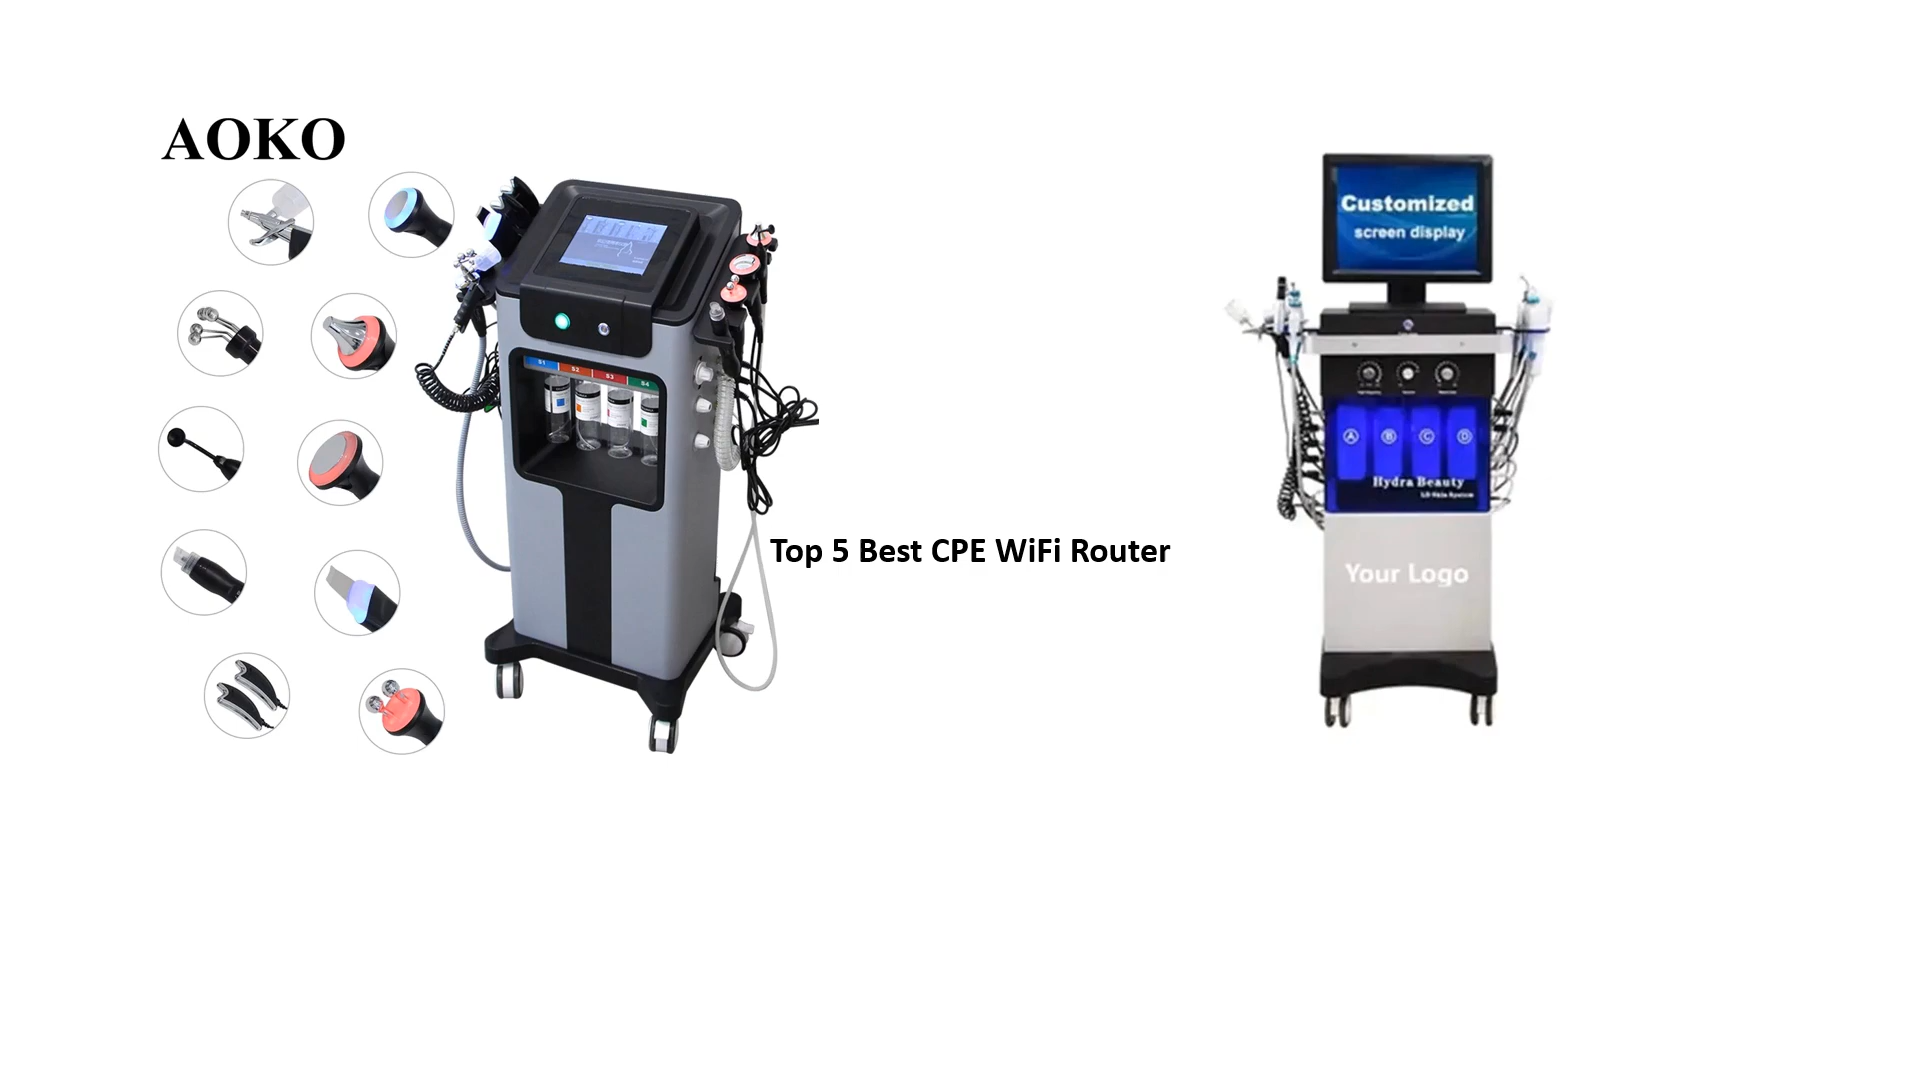 AOKO
S1 S2 S3 S4
Top 5 Best CPE WiFi Router
Customized
screen display
A B C D
Hydra Beauty
Your Logo